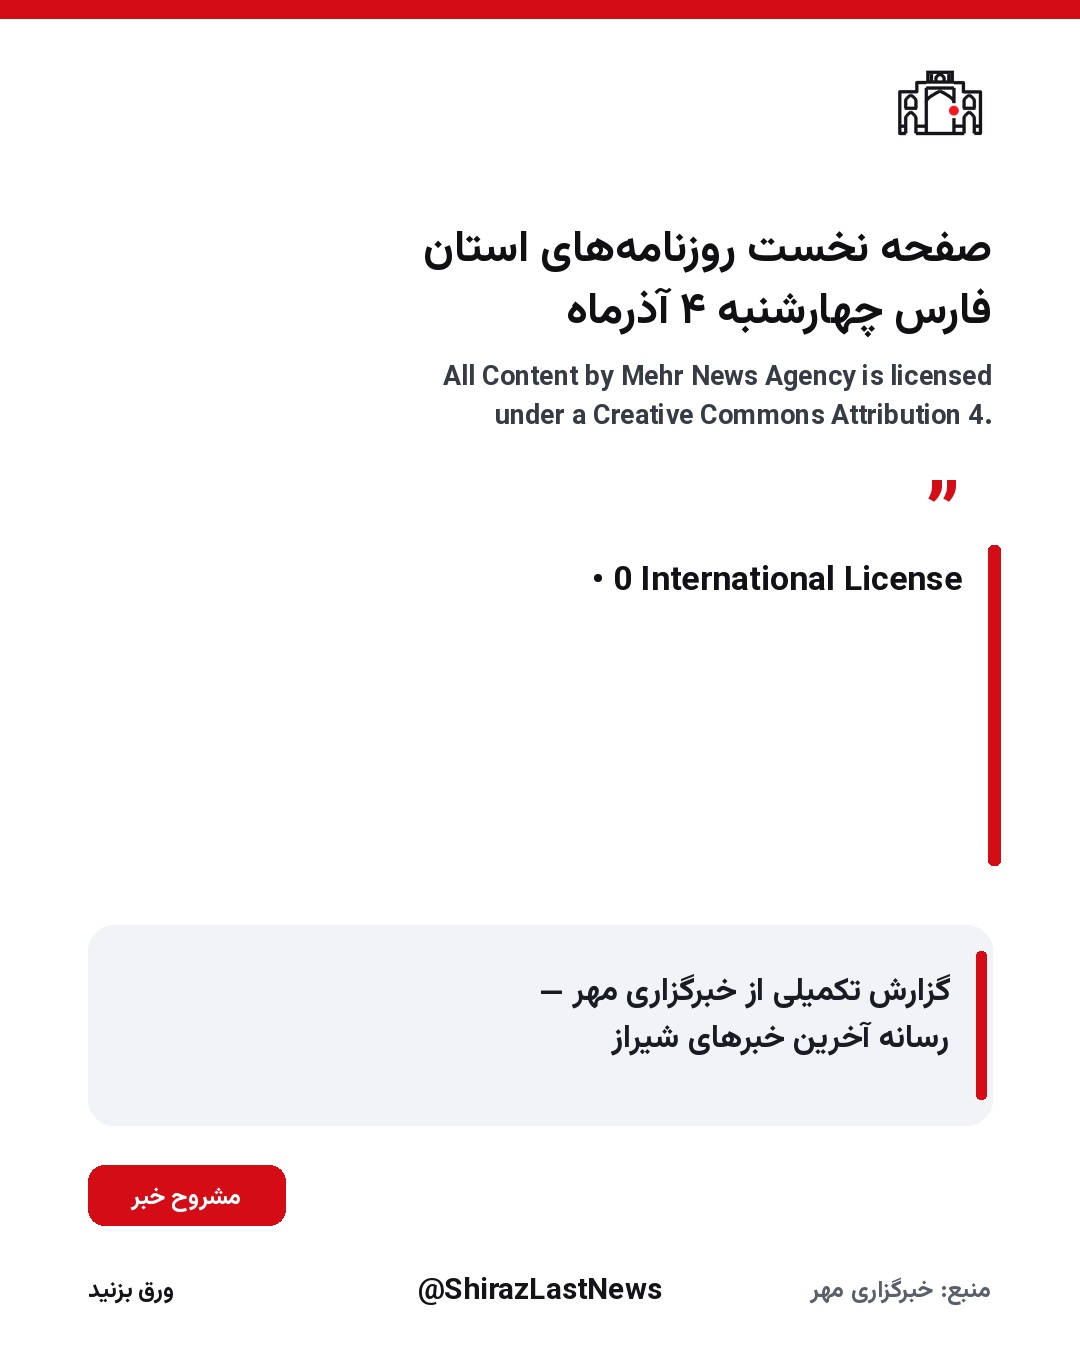 صفحه نخست روزنامه‌های استان
فارس چهارشنبه ۴ آذرماه
All Content by Mehr News Agency is licensed
under a Creative Commons Attribution 4.
”
• 0 International License
گزارش تکمیلی از خبرگزاری مهر –
رسانه آخرین خبرهای شیراز
مشروح خبر
منبع: خبرگزاری مهر
@ShirazLastNews
ورق بزنید